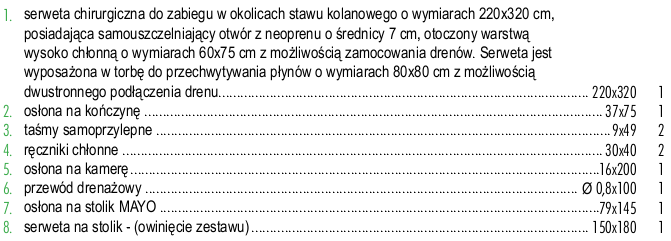 1. serweta chirurgiczna do zabiegu w okolicach stawu kolanowego o wymiarach 220x320 cm,
posiadająca samouszczelniający otwór z neoprenu o średnicy 7 cm, otoczony warstwą
wysoko chłonną o wymiarach 60x75 cm z możliwością zamocowania drenów. Serweta jest
wyposażona w torbę do przechwytywania płynów o wymiarach 80x80 cm z możliwością
dwustronnego podłączenia drenu........ 220x320 1
2. osłona na kończynę ........ 37x75 1
3. taśmy samoprzylepne ........ 9x49 2
4. ręczniki chłonne ........ 30x40 2
5. osłona na kamerę........ 16x200 1
6. przewód drenażowy ........ Ø 0,8x100 1
7. osłona na stolik MAYO ........ 79x145 1
8. serweta na stolik - (owinięcie zestawu)........ 150x180 1